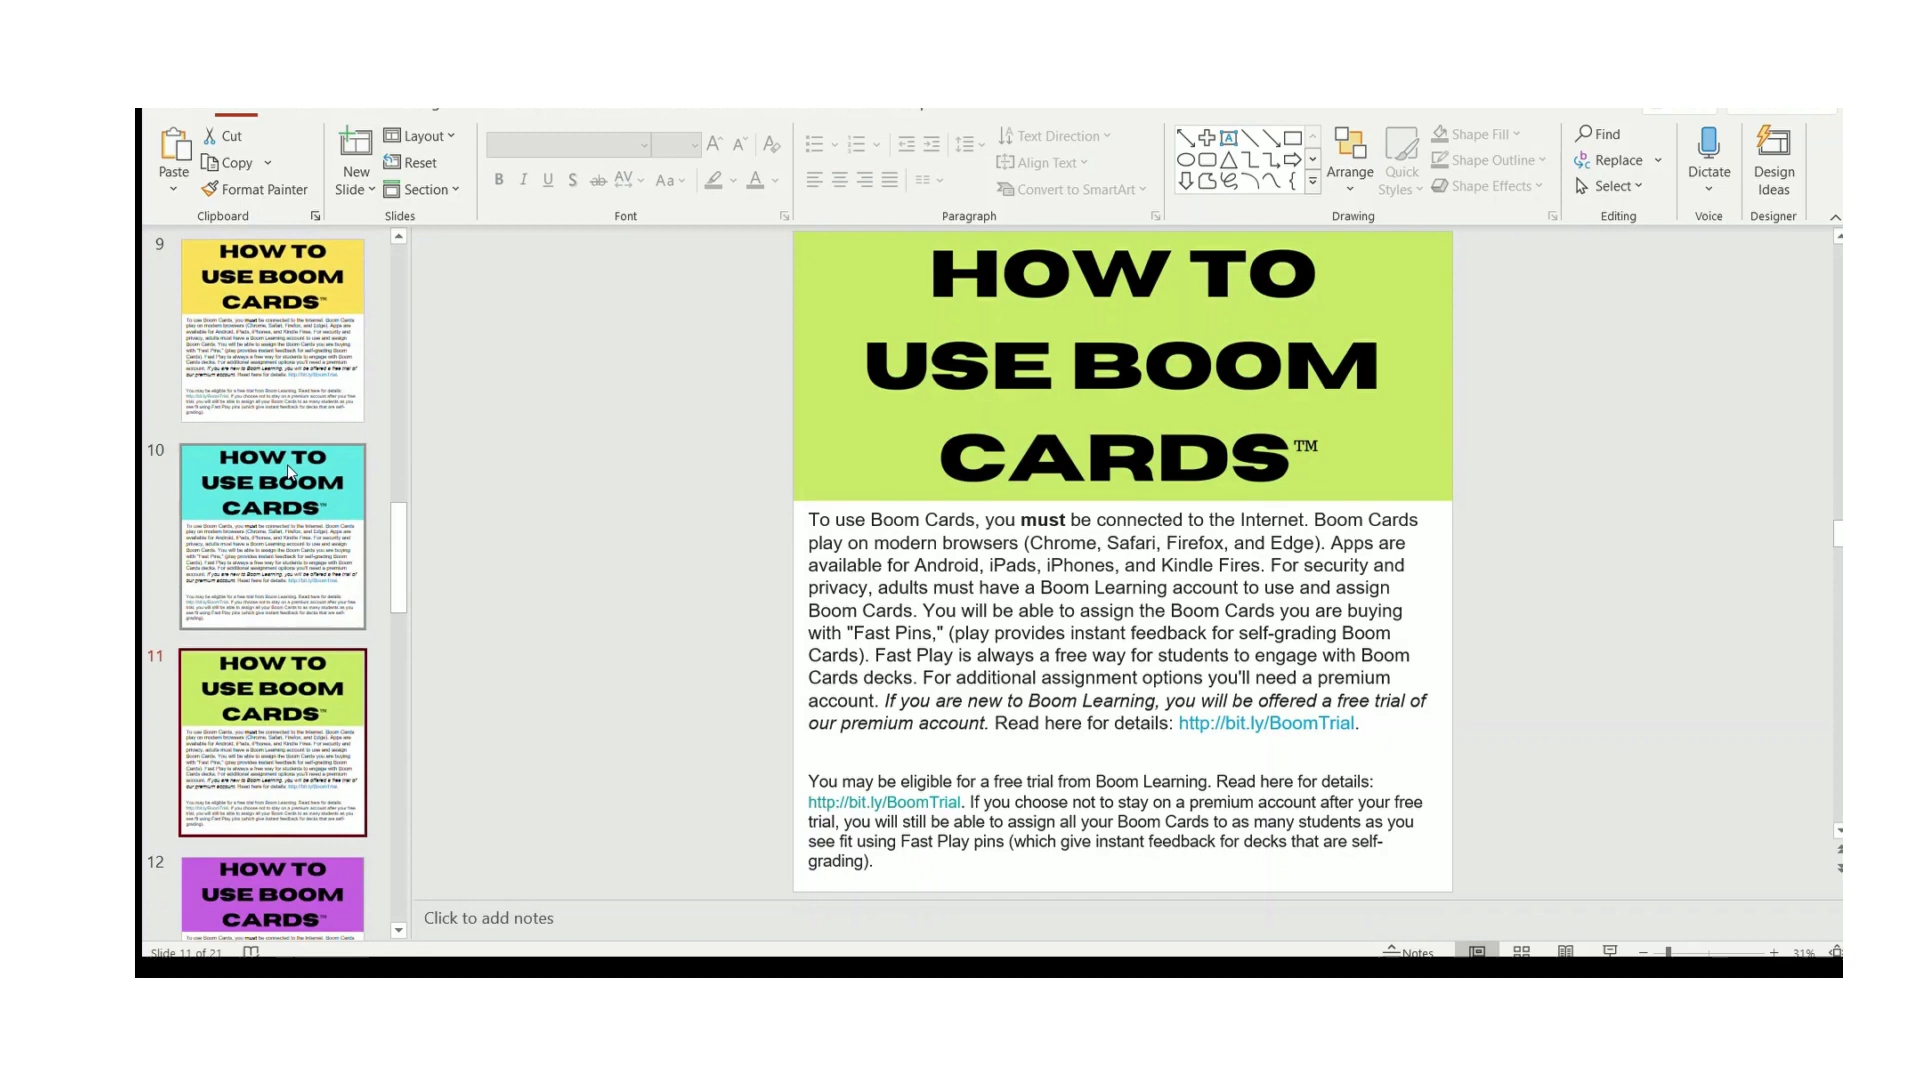 Cut
Copy
Format Painter
Paste
Clipboard
New
Slide
Layout
Reset
Section
Slides
B I U S ab AV Aa A
Font
Text Direction
Align Text
Convert to SmartArt
Paragraph
Arrange
Quick
Styles
Shape Fill
Shape Outline
Shape Effects
Drawing
Find
Replace
Select
Editing
Dictate
Voice
Design
Ideas
Designer
9
HOW TO
USE BOOM
CARDS™
10
HOW TO
USE BOOM
CARDS™
11
HOW TO
USE BOOM
CARDS™
12
HOW TO
USE BOOM
CARDS™
HOW TO
USE BOOM
CARDS™
To use Boom Cards, you must be connected to the Internet. Boom Cards
play on modern browsers (Chrome, Safari, Firefox, and Edge). Apps are
available for Android, iPads, iPhones, and Kindle Fires. For security and
privacy, adults must have a Boom Learning account to use and assign
Boom Cards. You will be able to assign the Boom Cards you are buying
with "Fast Pins," (play provides instant feedback for self-grading Boom
Cards). Fast Play is always a free way for students to engage with Boom
Cards decks. For additional assignment options you'll need a premium
account. If you are new to Boom Learning, you will be offered a free trial of
our premium account. Read here for details: http://bit.ly/BoomTrial.
You may be eligible for a free trial from Boom Learning. Read here for details:
http://bit.ly/BoomTrial. If you choose not to stay on a premium account after your free
trial, you will still be able to assign all your Boom Cards to as many students as you
see fit using Fast Play pins (which give instant feedback for decks that are self-
grading).
Click to add notes
Slide 11 of 21
Notes
31%